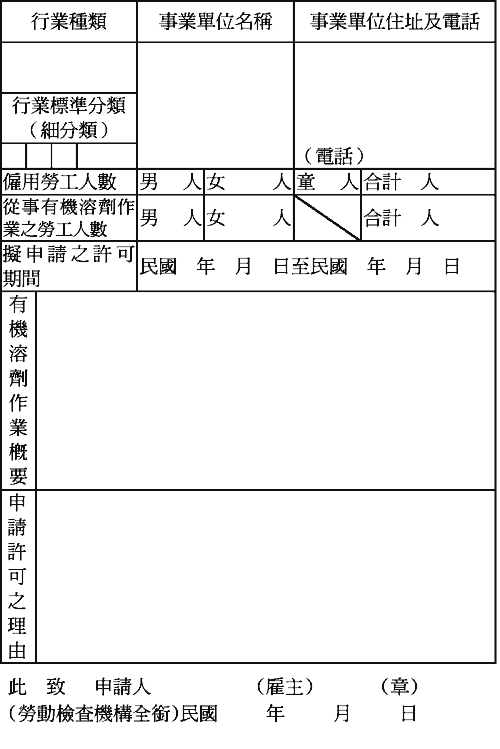 行業種類 事業單位名稱 事業單位住址及電話
行業標準分類
（細分類）
（電話）
僱用勞工人數 男 人 女 人 童 人 合計 人
從事有機溶劑作
業之勞工人數 男 人 女 人 合計 人
擬申請之許可
期間 民國 年 月 日至民國 年 月 日
有機溶劑作業概要
申請許可之理由
此 致 申請人 （雇主） （章）
（勞動檢查機構全銜）民國 年 月 日